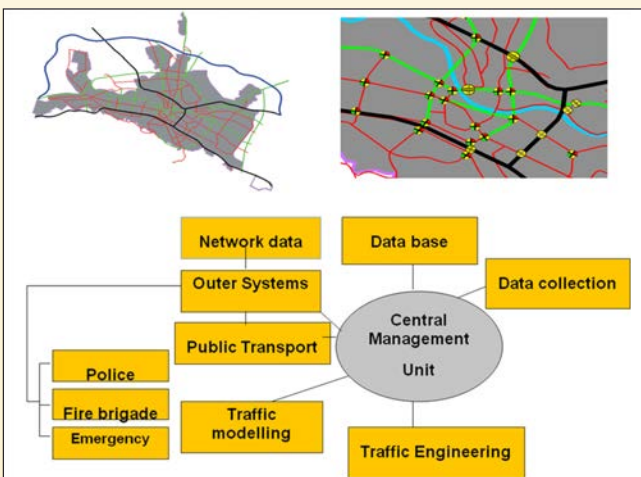 Network data
Data base
Outer Systems
Data collection
Central
Management
Unit
Public Transport
Police
Fire brigade
Emergency
Traffic
modelling
Traffic Engineering